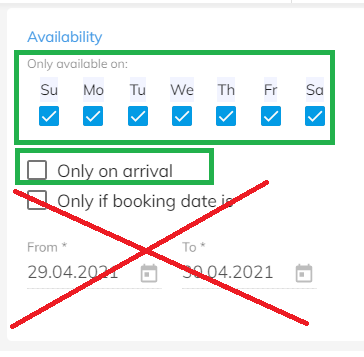 Availability
Only available on:
Su Mo Tu We Th Fr Sa
Only on arrival
Only if booking date is
From * To *
29.04.2021 30.04.2021